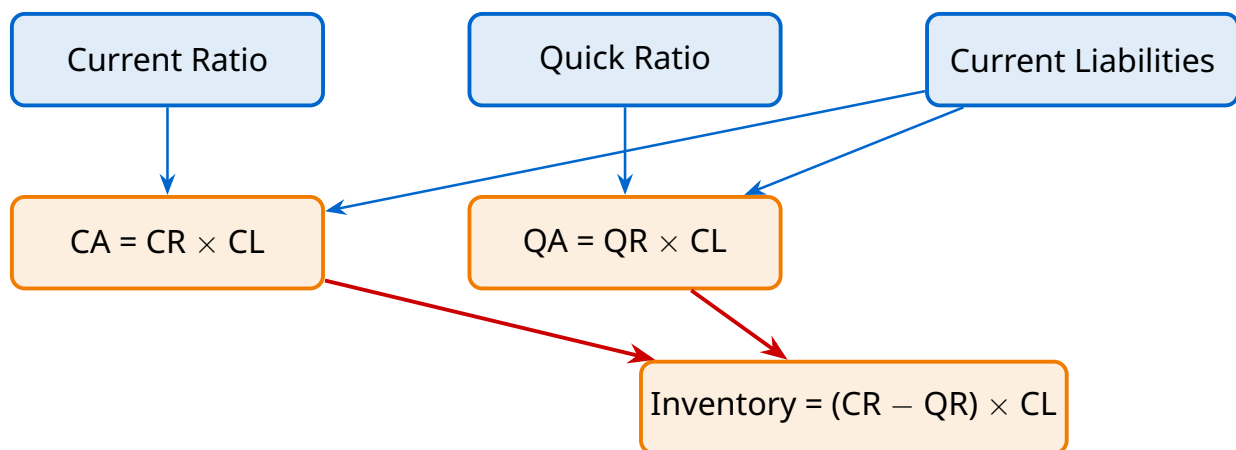 Current Ratio
Quick Ratio
Current Liabilities
CA = CR × CL
QA = QR × CL
Inventory = (CR − QR) × CL